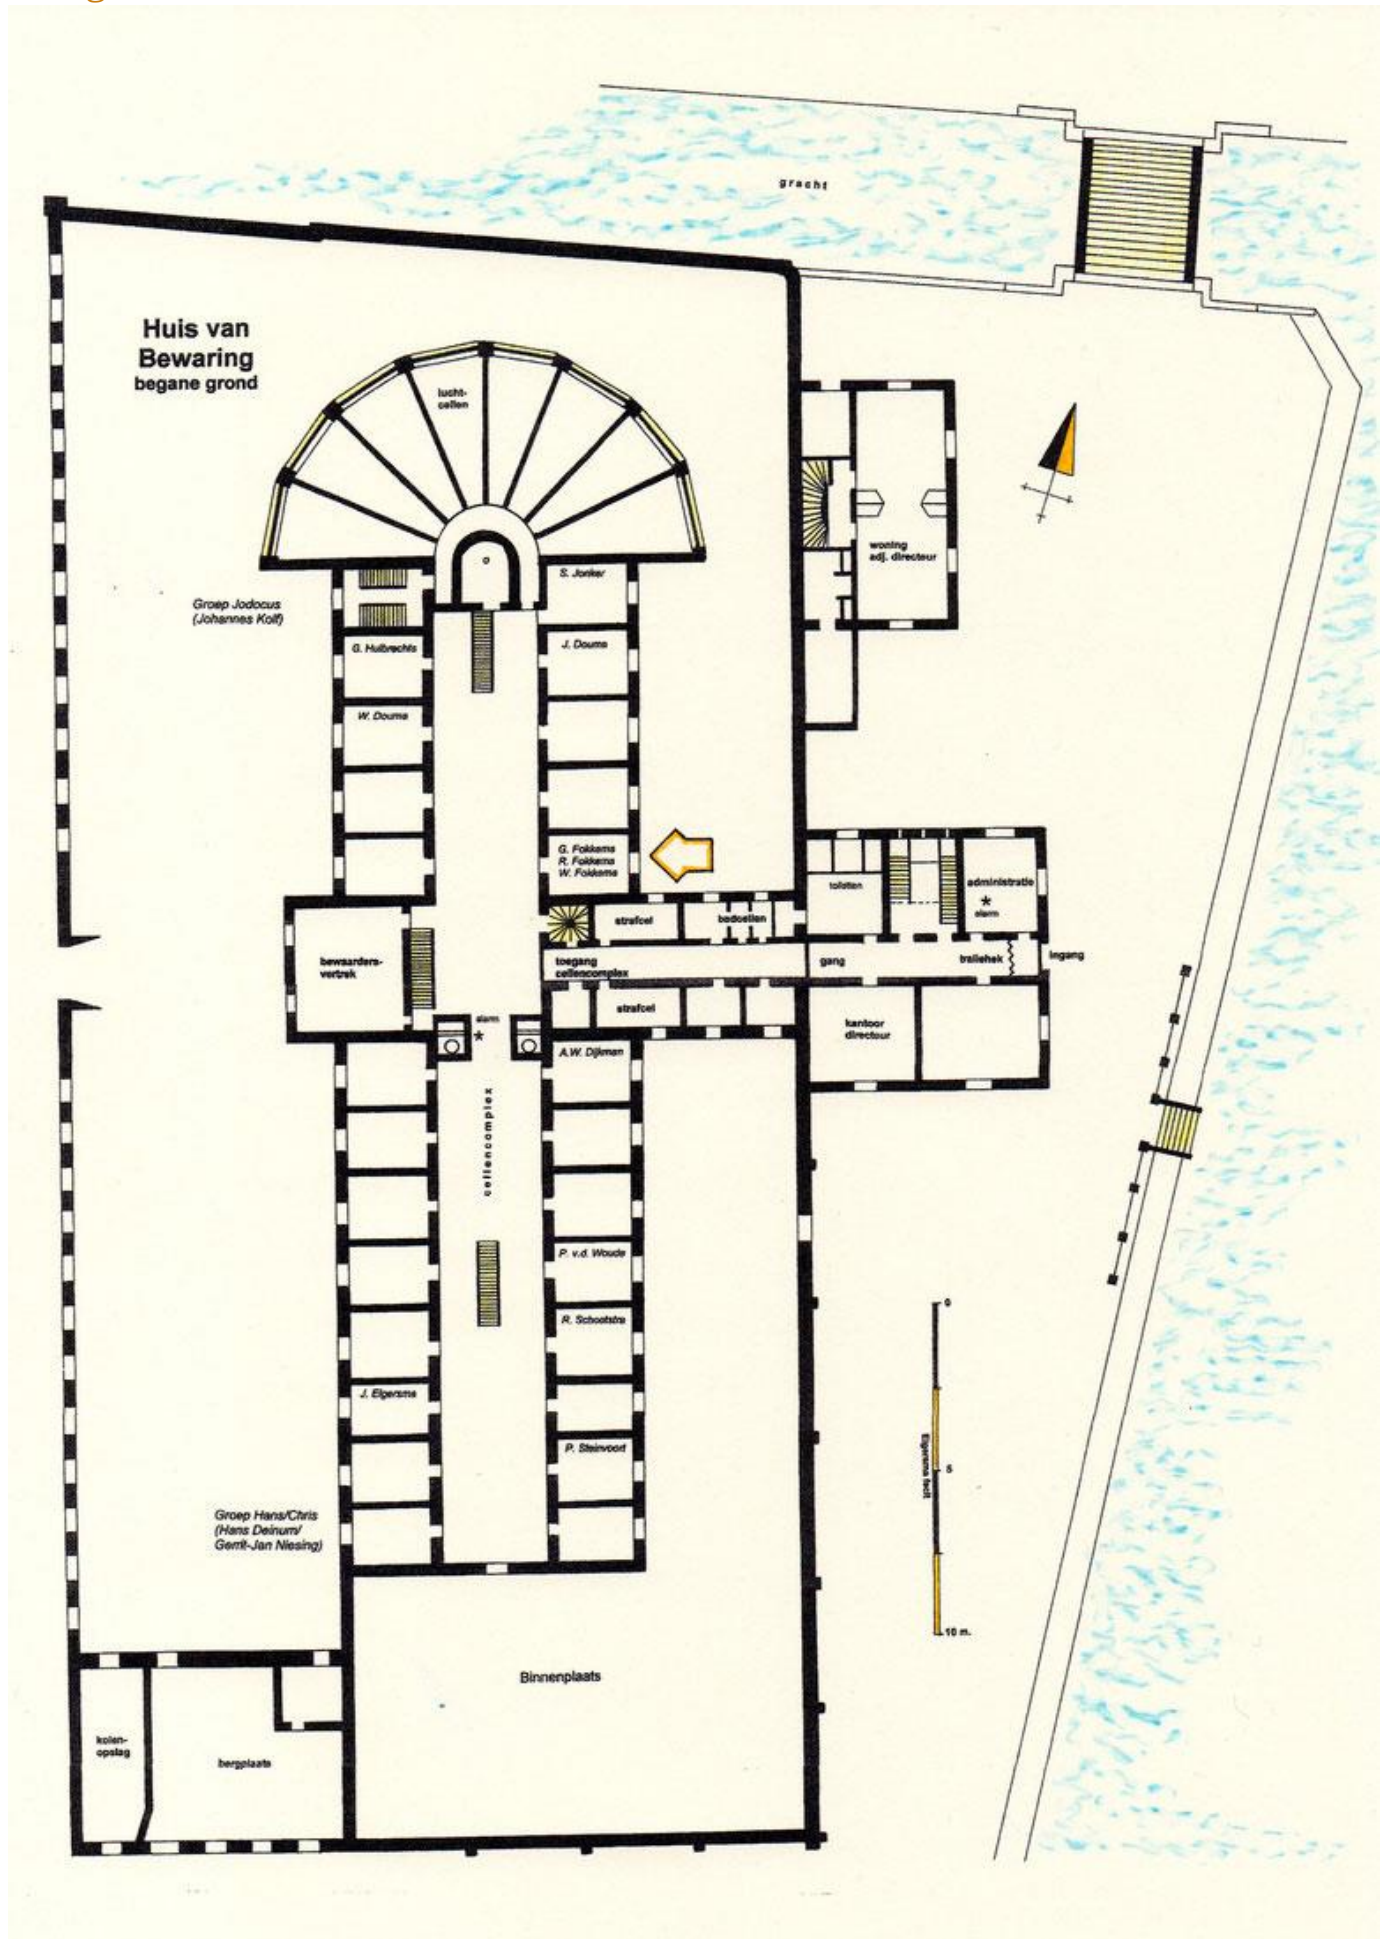 gracht
Huis van
Bewaring
begane grond
lucht-
cellen
woning
adj. directeur
S. Jonker
Groep Jodocus
(Johannes Kolf)
G. Hulbrechts
J. Douma
W. Douma
G. Fokkema
R. Fokkema
W. Fokkema
toiletten
administratie
*
alarm
strafcel
badcellen
bewaarders-
vertrek
toegang
cellencomplex
gang
traliehek
ingang
strafcel
alarm
*
kantoor
directeur
A.W. Dijkman
cellencomplex
P. v.d. Woude
R. Schootstra
J. Elgersma
P. Steinvoort
0
5
10 m.
Elgersma fecit
Groep Hans/Chris
(Hans Deinum/
Gerrit-Jan Niesing)
Binnenplaats
kolen-
opslag
bergplaats